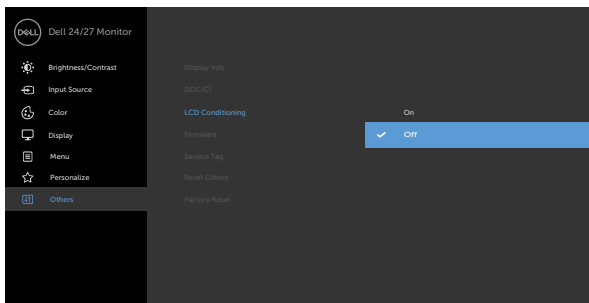 DELL Dell 24/27 Monitor
Brightness/Contrast
Display Info
Input Source
DDC/CI
Color
LCD Conditioning
On
Display
Firmware
Off
Menu
Service Tag
Personalize
Reset Others
Others
Factory Reset